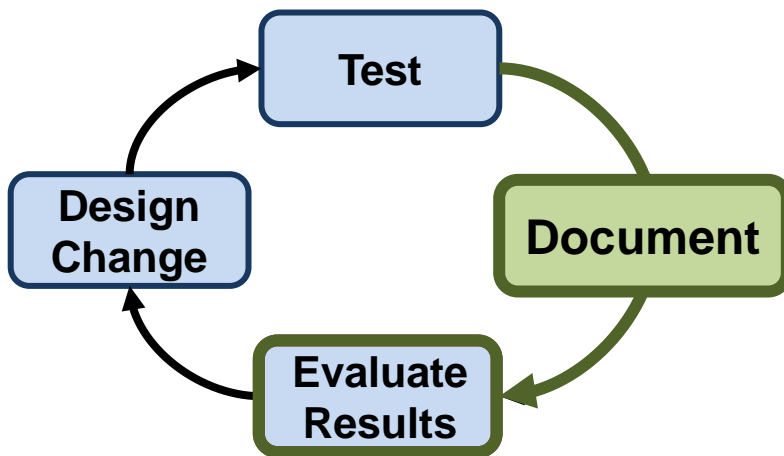 Test
Document
Evaluate
Results
Design
Change